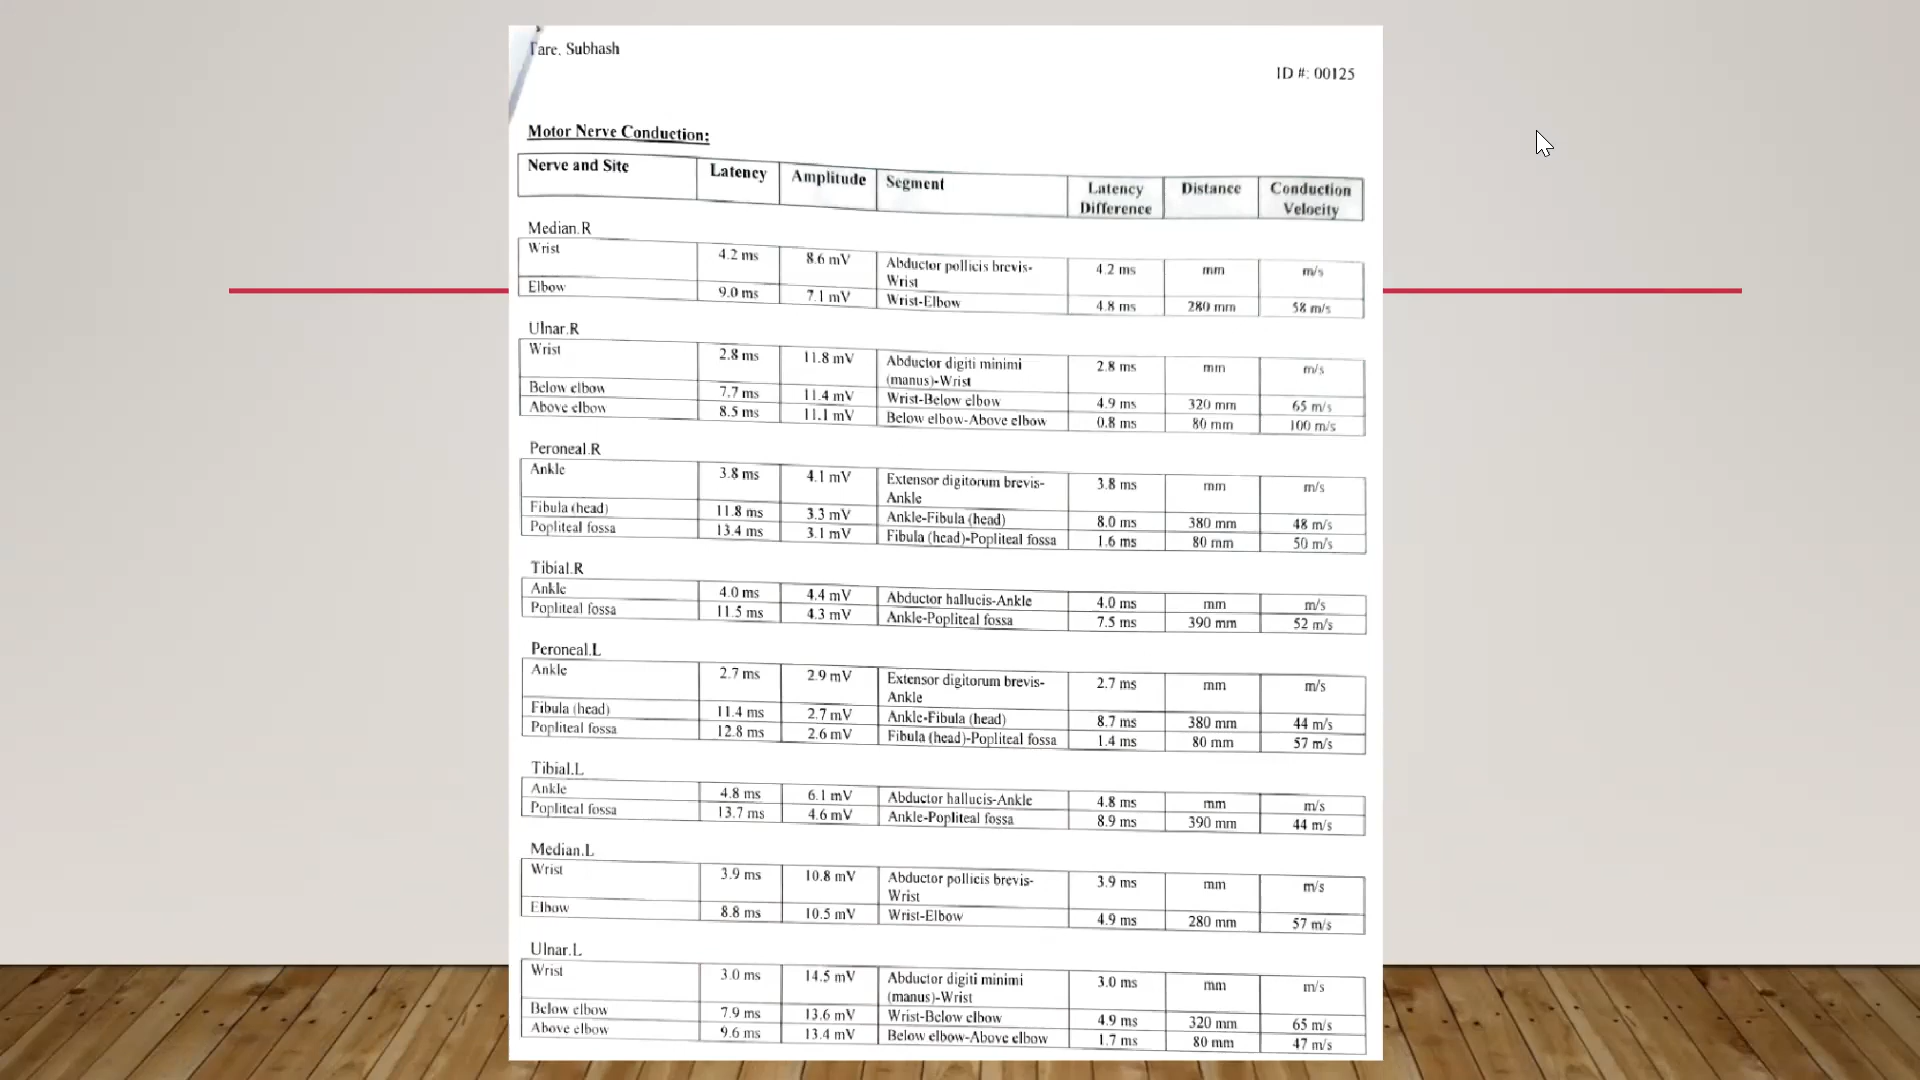 Tare, Subhash
ID #: 00125
Motor Nerve Conduction:
Nerve and Site Latency Amplitude Segment Latency Difference Distance Conduction Velocity
Median.R
Wrist 4.2 ms 8.6 mV Abductor pollicis brevis-Wrist 4.2 ms mm m/s
Elbow 9.0 ms 7.1 mV Wrist-Elbow 4.8 ms 280 mm 58 m/s
Ulnar.R
Wrist 2.8 ms 11.8 mV Abductor digiti minimi (manus)-Wrist 2.8 ms mm m/s
Below elbow 7.7 ms 11.4 mV Wrist-Below elbow 4.9 ms 320 mm 65 m/s
Above elbow 8.5 ms 11.1 mV Below elbow-Above elbow 0.8 ms 80 mm 100 m/s
Peroneal.R
Ankle 3.8 ms 4.1 mV Extensor digitorum brevis-Ankle 3.8 ms mm m/s
Fibula (head) 11.8 ms 3.3 mV Ankle-Fibula (head) 8.0 ms 380 mm 48 m/s
Popliteal fossa 13.4 ms 3.1 mV Fibula (head)-Popliteal fossa 1.6 ms 80 mm 50 m/s
Tibial.R
Ankle 4.0 ms 4.4 mV Abductor hallucis-Ankle 4.0 ms mm m/s
Popliteal fossa 11.5 ms 4.3 mV Ankle-Popliteal fossa 7.5 ms 390 mm 52 m/s
Peroneal.L
Ankle 2.7 ms 2.9 mV Extensor digitorum brevis-Ankle 2.7 ms mm m/s
Fibula (head) 11.4 ms 2.7 mV Ankle-Fibula (head) 8.7 ms 380 mm 44 m/s
Popliteal fossa 12.8 ms 2.6 mV Fibula (head)-Popliteal fossa 1.4 ms 80 mm 57 m/s
Tibial.L
Ankle 4.8 ms 6.1 mV Abductor hallucis-Ankle 4.8 ms mm m/s
Popliteal fossa 13.7 ms 4.6 mV Ankle-Popliteal fossa 8.9 ms 390 mm 44 m/s
Median.L
Wrist 3.9 ms 10.8 mV Abductor pollicis brevis-Wrist 3.9 ms mm m/s
Elbow 8.8 ms 10.5 mV Wrist-Elbow 4.9 ms 280 mm 57 m/s
Ulnar.L
Wrist 3.0 ms 14.5 mV Abductor digiti minimi (manus)-Wrist 3.0 ms mm m/s
Below elbow 7.9 ms 13.6 mV Wrist-Below elbow 4.9 ms 320 mm 65 m/s
Above elbow 9.6 ms 13.4 mV Below elbow-Above elbow 1.7 ms 80 mm 47 m/s